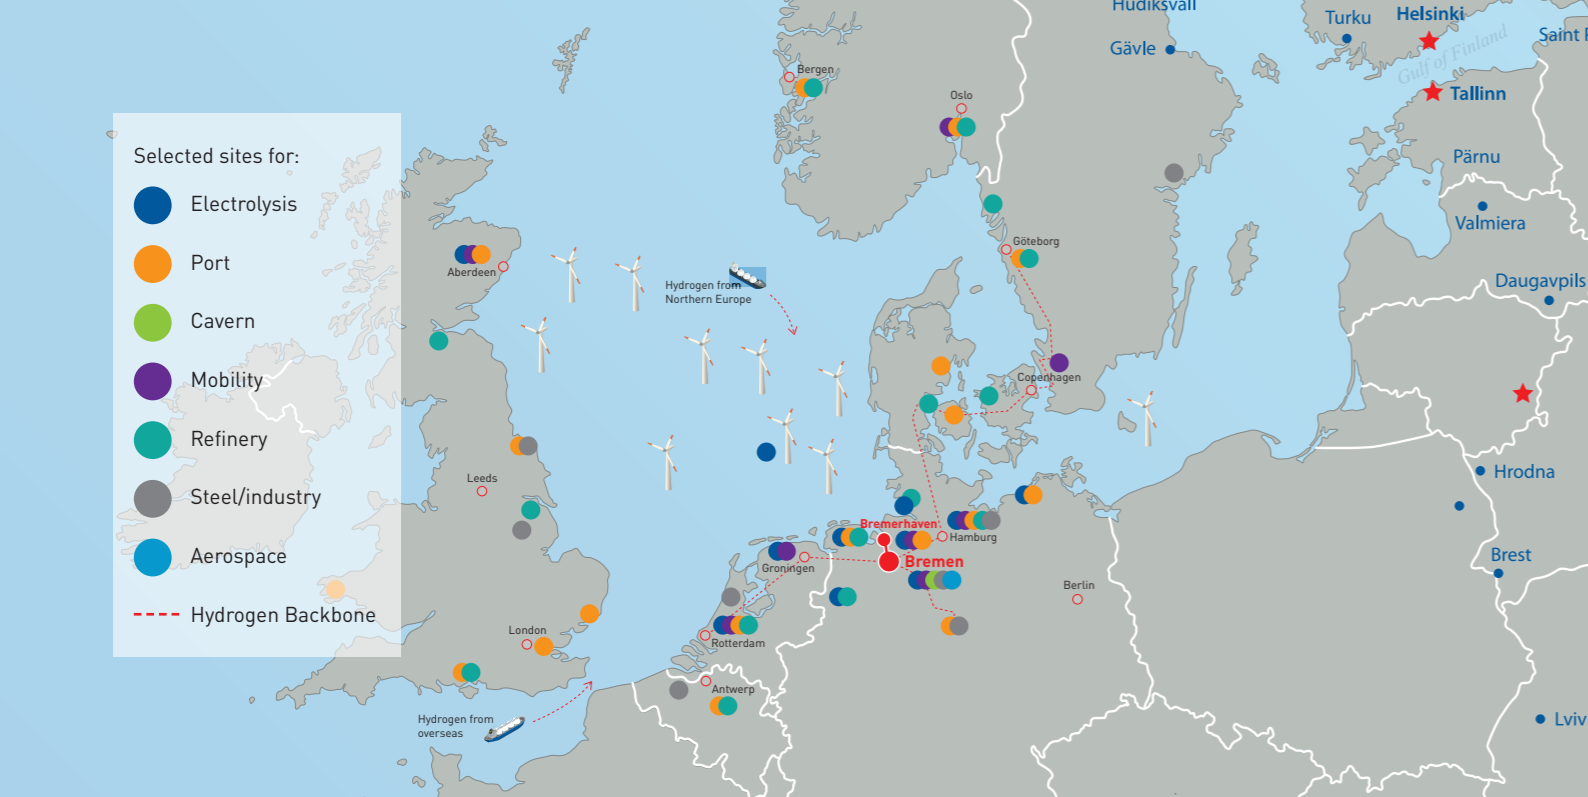 Hudiksvall
Turku
Helsinki
Gävle
Saint P
Gulf of Finland
Tallinn
Bergen
Oslo
Selected sites for:
Electrolysis
Port
Cavern
Mobility
Refinery
Steel/industry
Aerospace
Hydrogen Backbone
Pärnu
Valmiera
Göteborg
Aberdeen
Hydrogen from
Northern Europe
Daugavpils
Copenhagen
Leeds
Hrodna
Bremerhaven
Hamburg
Bremen
Groningen
Brest
Berlin
London
Rotterdam
Antwerp
Hydrogen from
overseas
Lviv